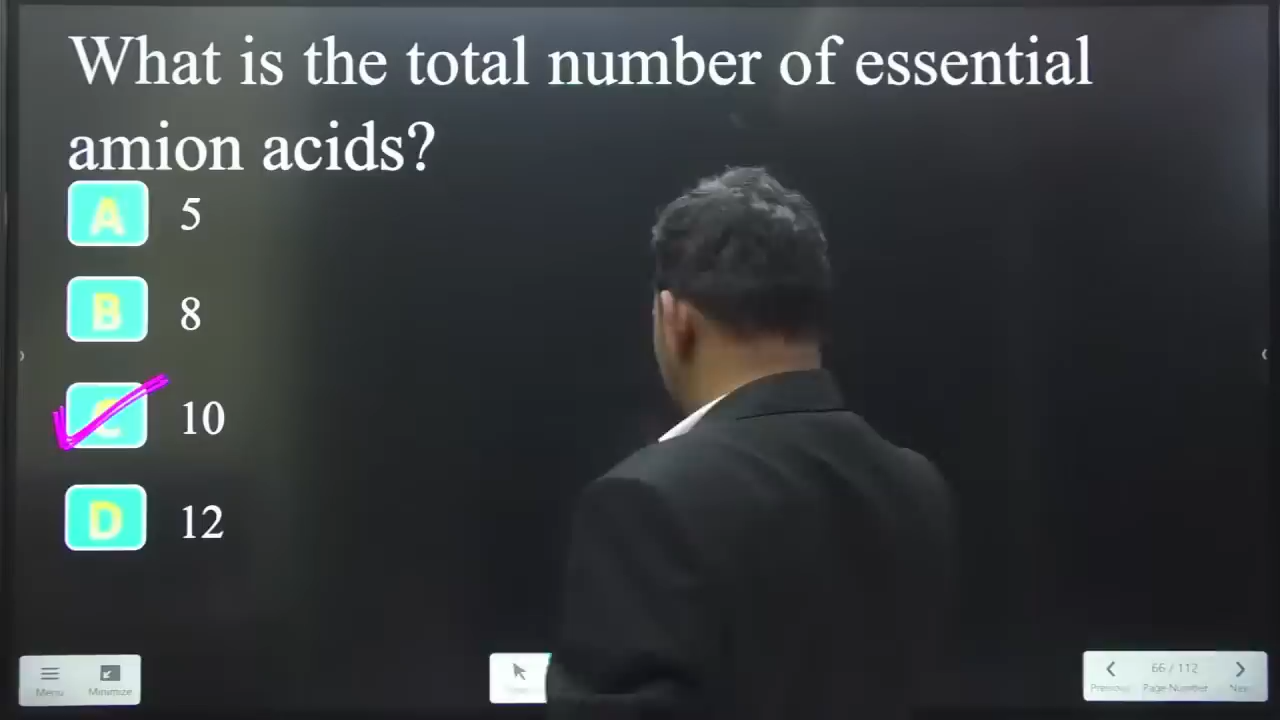 What is the total number of essential
amion acids?
A 5
B 8
C 10
D 12
Menu Minimize
66 / 112
Previous Page Number